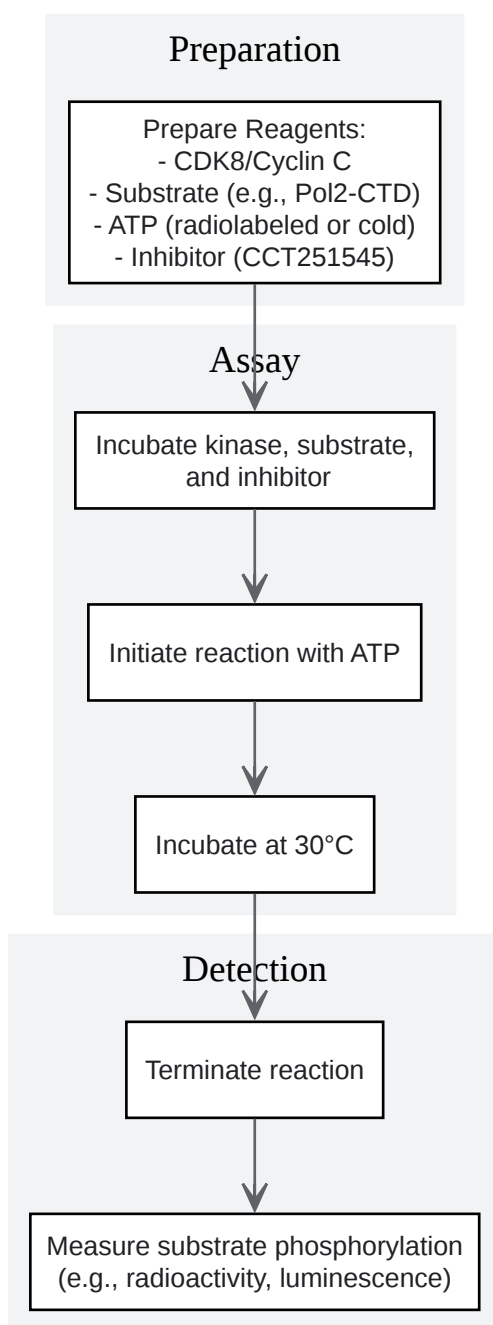 Preparation
Prepare Reagents:
- CDK8/Cyclin C
- Substrate (e.g., Pol2-CTD)
- ATP (radiolabeled or cold)
- Inhibitor (CCT251545)
Assay
Incubate kinase, substrate,
and inhibitor
Initiate reaction with ATP
Incubate at 30°C
Detection
Terminate reaction
Measure substrate phosphorylation
(e.g., radioactivity, luminescence)